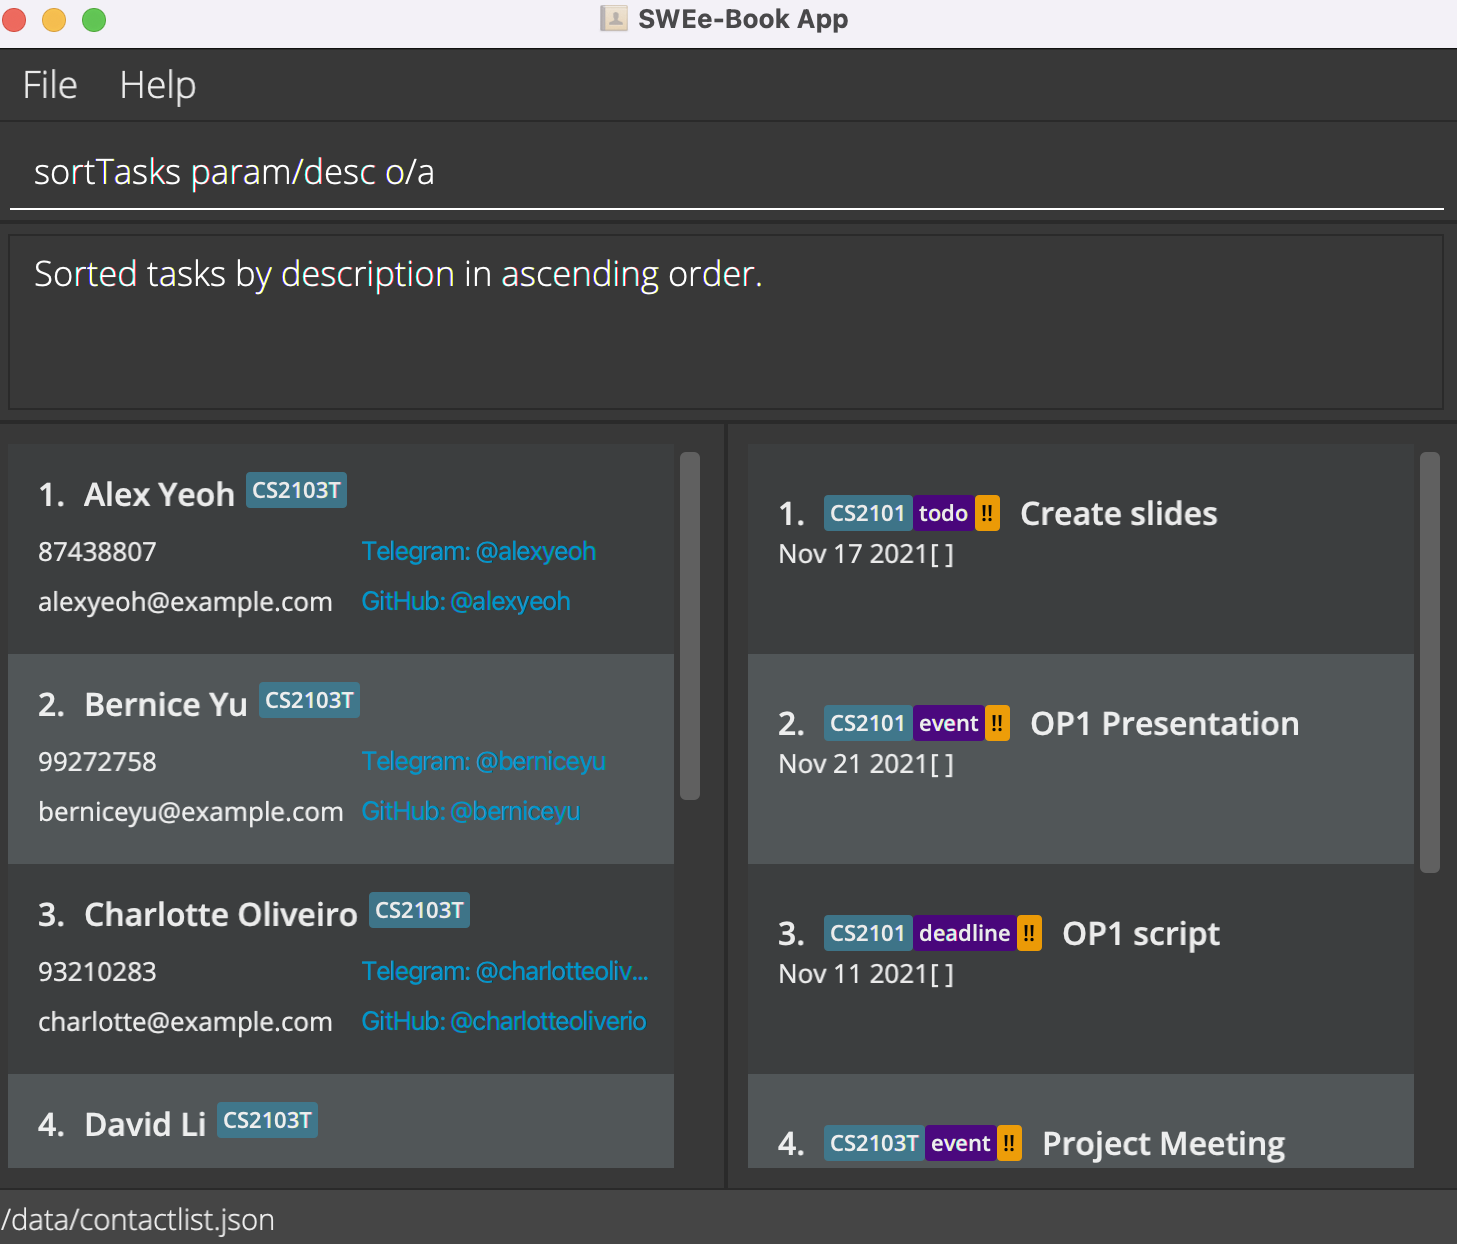 SWEe-Book App
File Help
sortTasks param/desc o/a
Sorted tasks by description in ascending order.
1. Alex Yeoh CS2103T
87438807 Telegram: @alexyeoh
alexyeoh@example.com GitHub: @alexyeoh
2. Bernice Yu CS2103T
99272758 Telegram: @berniceyu
berniceyu@example.com GitHub: @berniceyu
3. Charlotte Oliveiro CS2103T
93210283 Telegram: @charlotteoliv...
charlotte@example.com GitHub: @charlotteoliverio
4. David Li CS2103T
1. CS2101 todo !! Create slides
Nov 17 2021[ ]
2. CS2101 event !! OP1 Presentation
Nov 21 2021[ ]
3. CS2101 deadline !! OP1 script
Nov 11 2021[ ]
4. CS2103T event !! Project Meeting
/data/contactlist.json